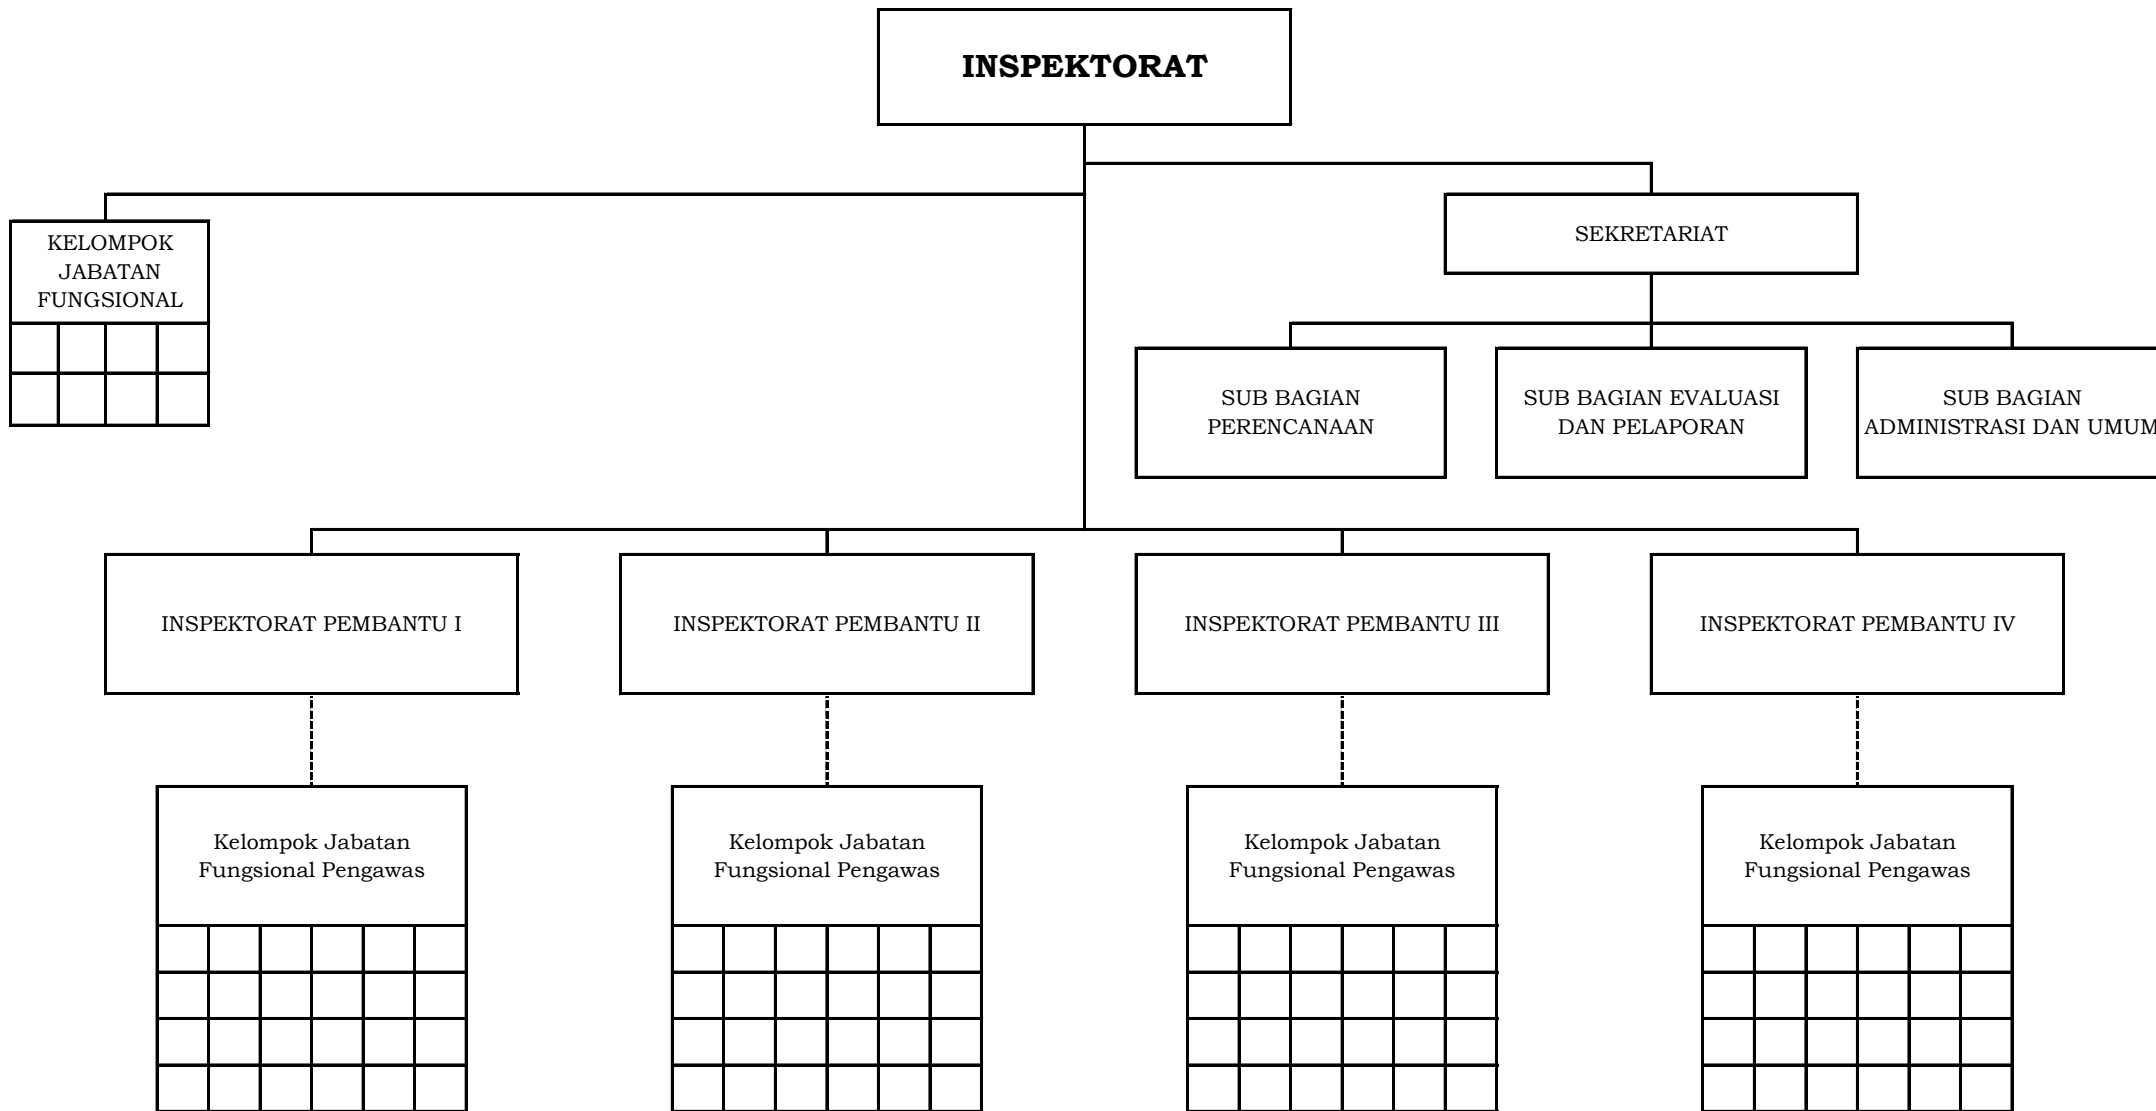 INSPEKTORAT
KELOMPOK
JABATAN
FUNGSIONAL
SEKRETARIAT
SUB BAGIAN
PERENCANAAN
SUB BAGIAN EVALUASI
DAN PELAPORAN
SUB BAGIAN
ADMINISTRASI DAN UMUM
INSPEKTORAT PEMBANTU I
INSPEKTORAT PEMBANTU II
INSPEKTORAT PEMBANTU III
INSPEKTORAT PEMBANTU IV
Kelompok Jabatan
Fungsional Pengawas
Kelompok Jabatan
Fungsional Pengawas
Kelompok Jabatan
Fungsional Pengawas
Kelompok Jabatan
Fungsional Pengawas